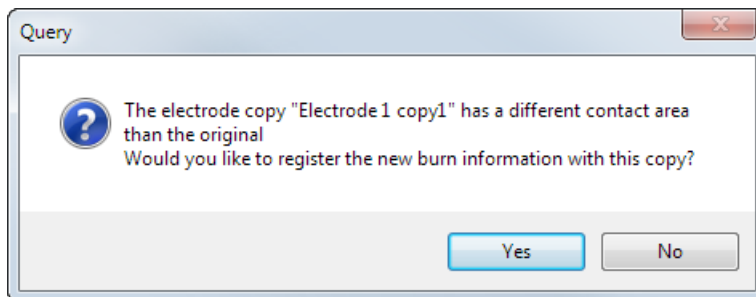 Query
The electrode copy "Electrode 1 copy1" has a different contact area
than the original
Would you like to register the new burn information with this copy?
Yes
No